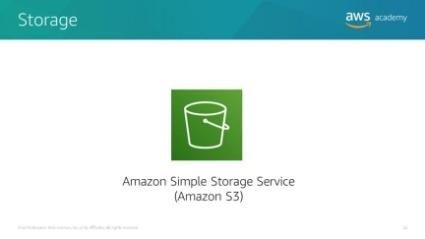 Storage
aws academy
Amazon Simple Storage Service
(Amazon S3)